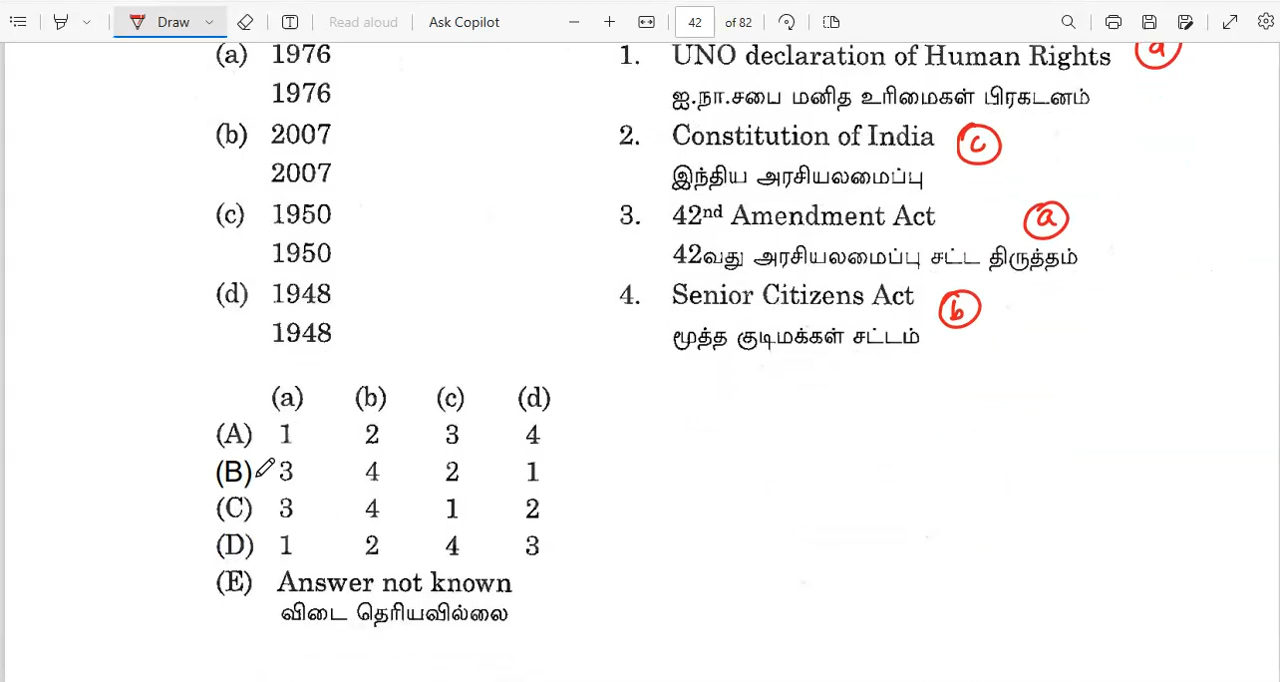 Draw
Read aloud
Ask Copilot
42 of 82
(a) 1976 1. UNO declaration of Human Rights
1976 ஐ.நா.சபை மனித உரிமைகள் பிரகடனம்
(b) 2007 2. Constitution of India c
2007 இந்திய அரசியலமைப்பு
(c) 1950 3. 42nd Amendment Act a
1950 42வது அரசியலமைப்பு சட்ட திருத்தம்
(d) 1948 4. Senior Citizens Act b
1948 மூத்த குடிமக்கள் சட்டம்
(a) (b) (c) (d)
(A) 1 2 3 4
(B) 3 4 2 1
(C) 3 4 1 2
(D) 1 2 4 3
(E) Answer not known
விடை தெரியவில்லை